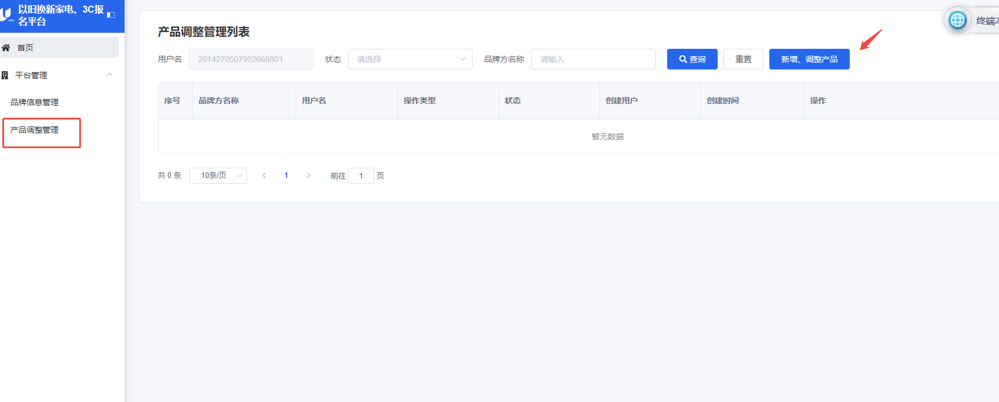 以旧换新家电、3C报
名平台
首页
平台管理
品牌信息管理
产品调整管理
终端
产品调整管理列表
用户名 2014270507902668801 状态 请选择 品牌方名称 请输入 查询 重置 新增、调整产品
序号 品牌方名称 用户名 操作类型 状态 创建用户 创建时间 操作
暂无数据
共 0 条 10条/页 1 前往 1 页